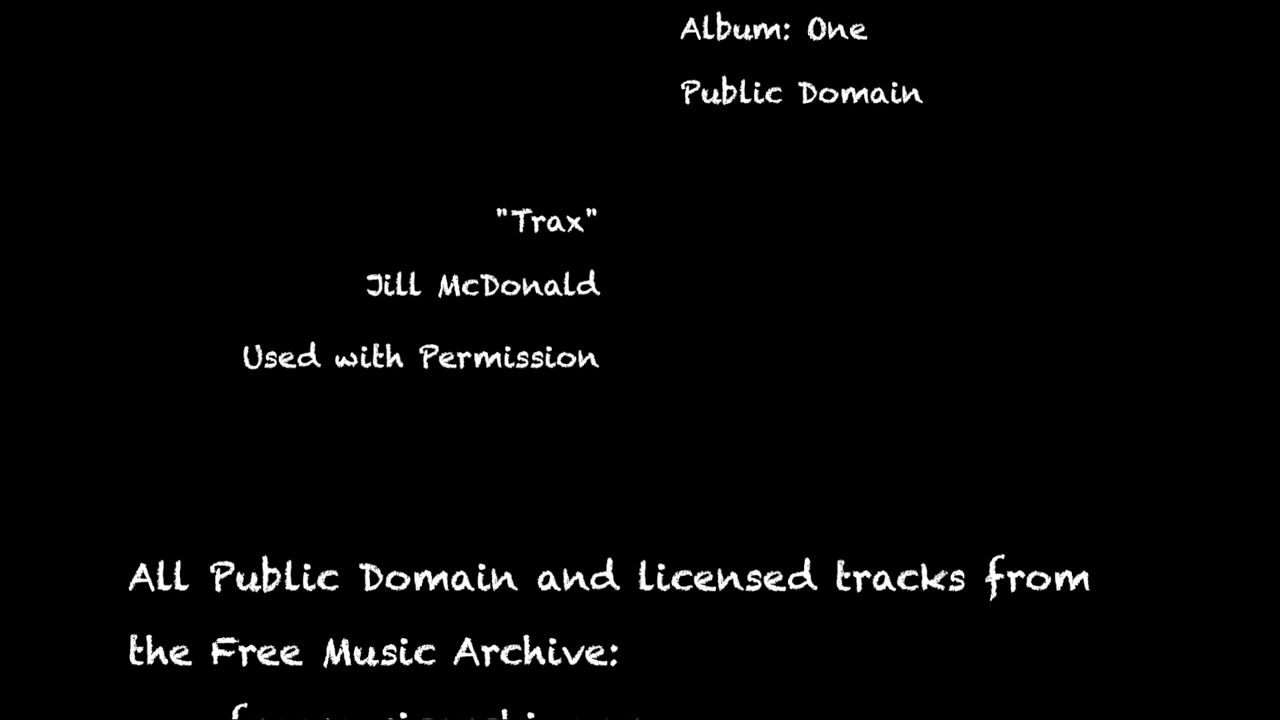 Album: One
Public Domain
"Trax"
Jill McDonald
Used with Permission
All Public Domain and licensed tracks from
the Free Music Archive: